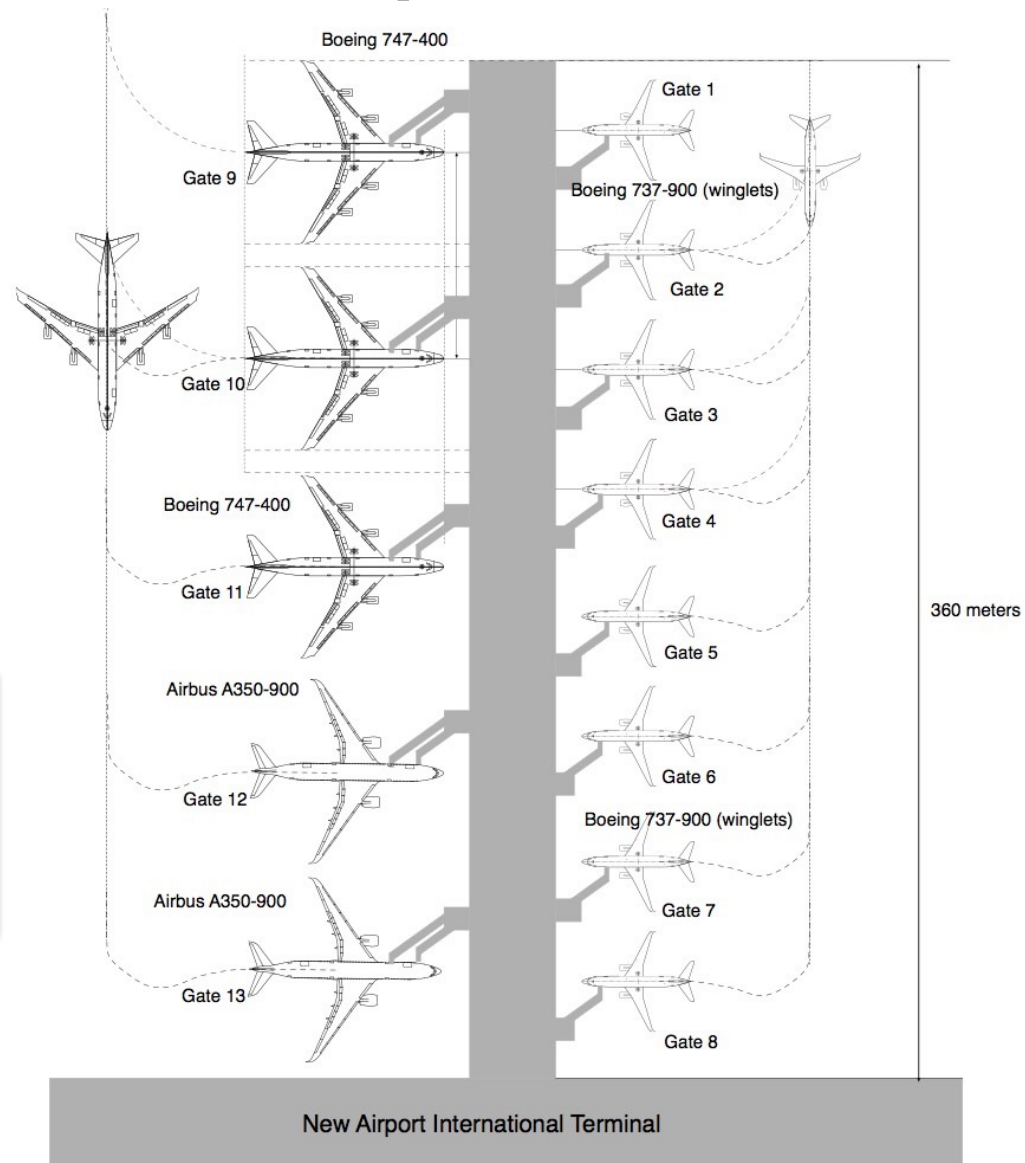 Boeing 747-400
Gate 1
Gate 9
Boeing 737-900 (winglets)
Gate 2
Gate 10
Gate 3
Boeing 747-400
Gate 4
Gate 11
360 meters
Gate 5
Airbus A350-900
Gate 6
Gate 12
Boeing 737-900 (winglets)
Airbus A350-900
Gate 7
Gate 13
Gate 8
New Airport International Terminal